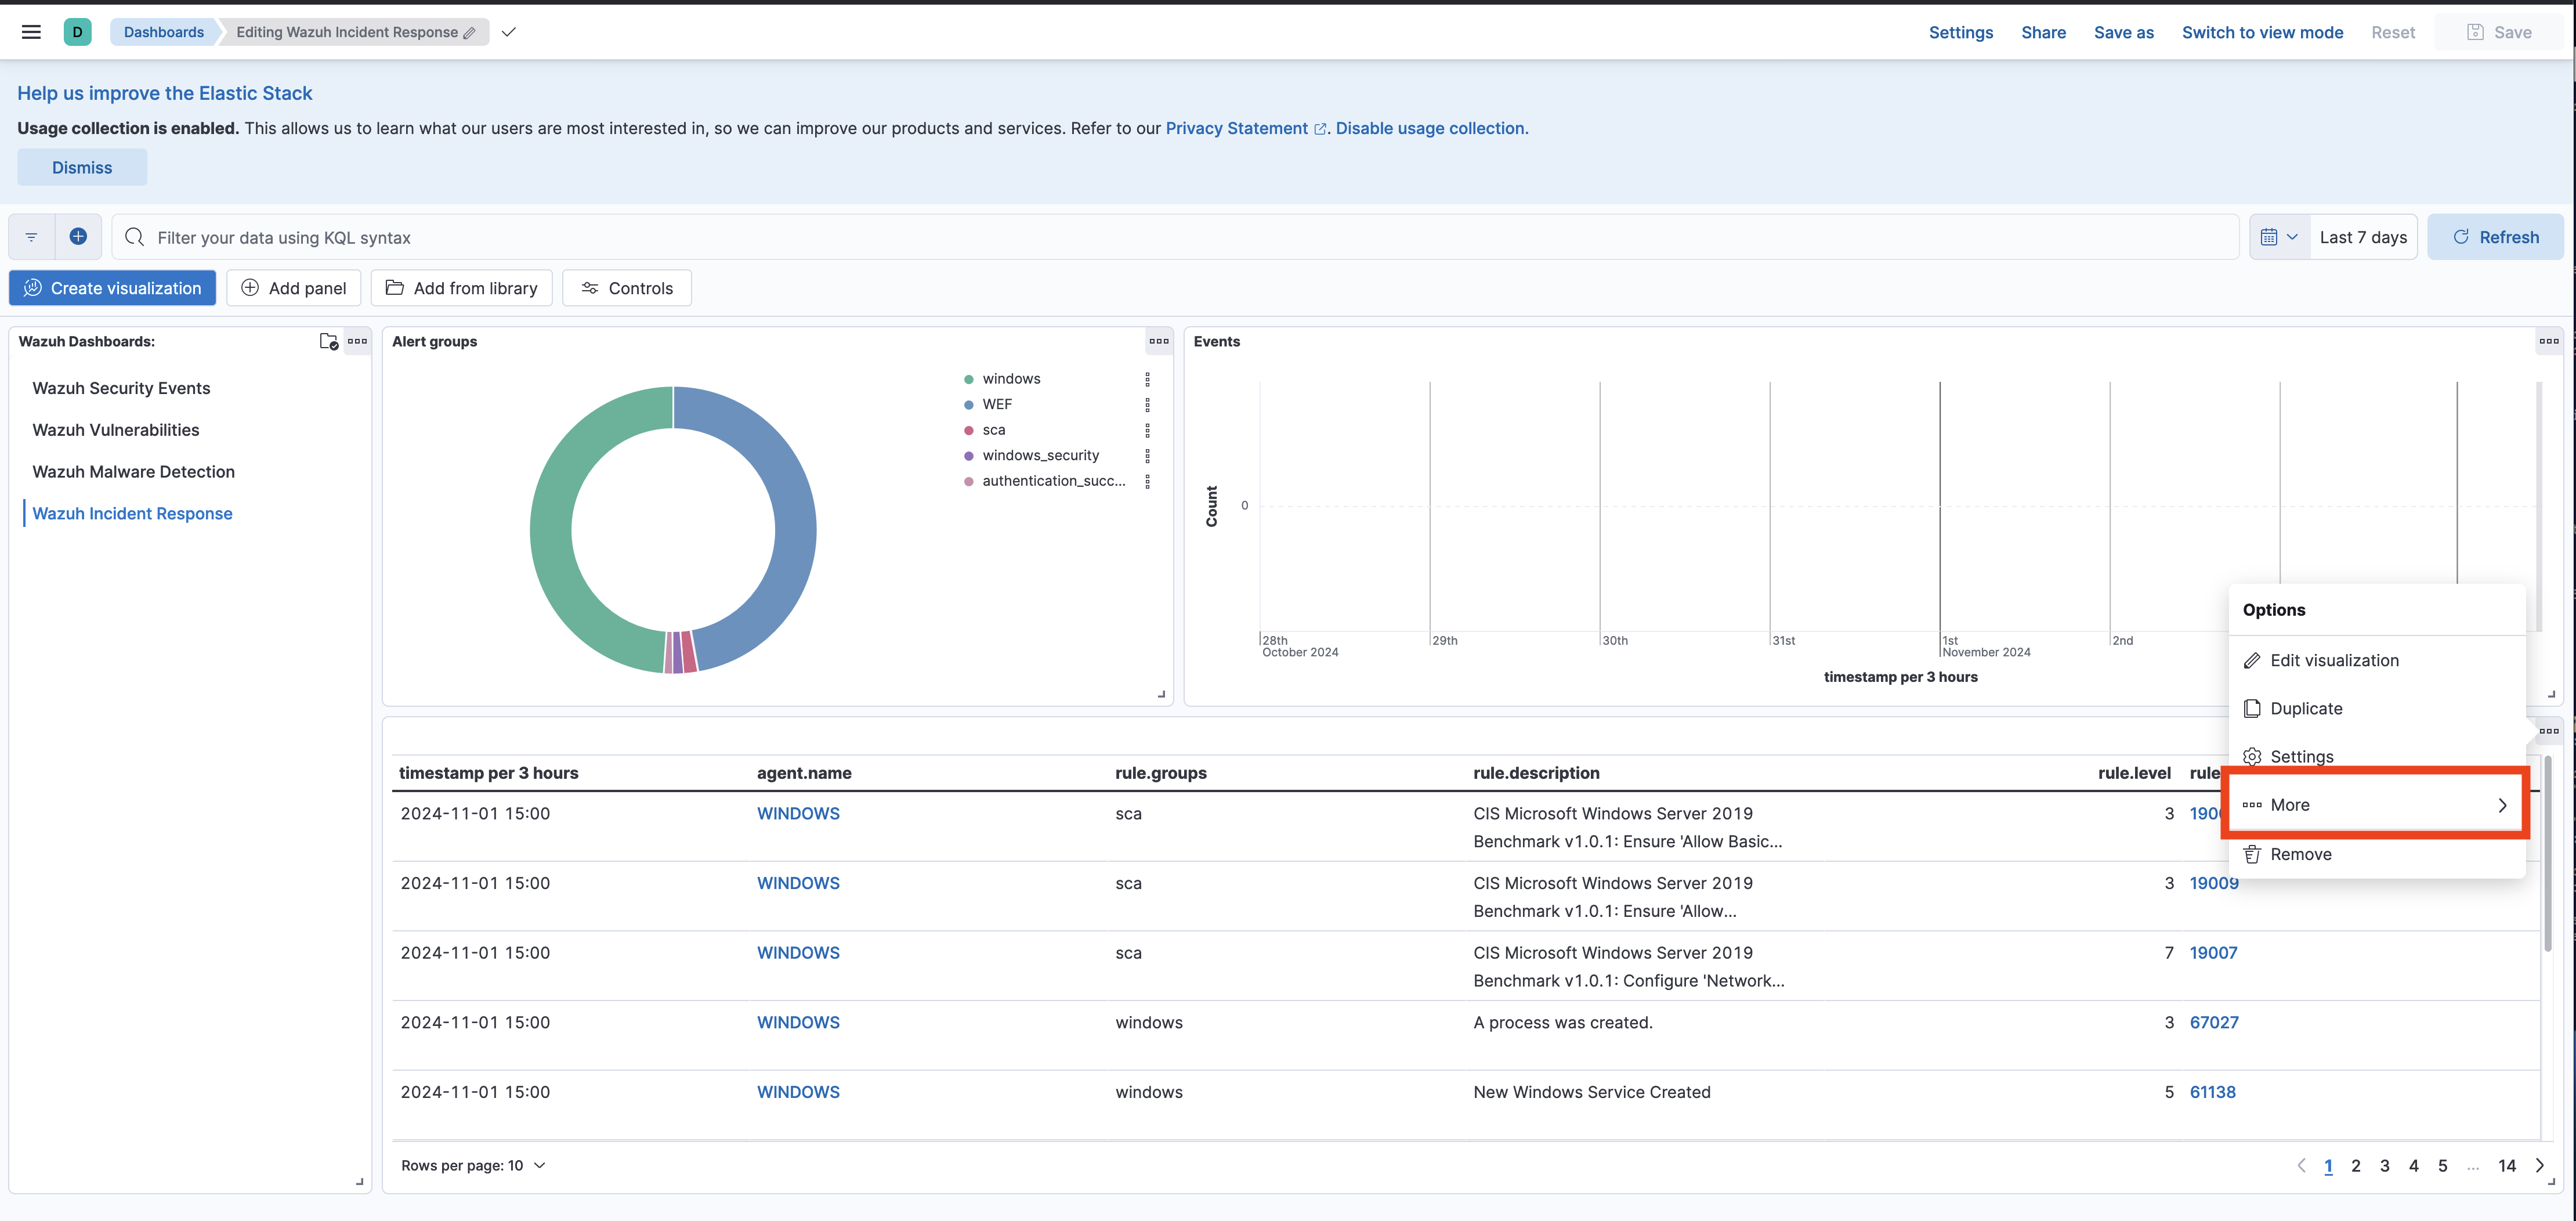 D
Dashboards
Editing Wazuh Incident Response
Settings
Share
Save as
Switch to view mode
Reset
Save
Help us improve the Elastic Stack
Usage collection is enabled. This allows us to learn what our users are most interested in, so we can improve our products and services. Refer to our Privacy Statement . Disable usage collection.
Dismiss
Filter your data using KQL syntax
Last 7 days
Refresh
Create visualization
Add panel
Add from library
Controls
Wazuh Dashboards:
Wazuh Security Events
Wazuh Vulnerabilities
Wazuh Malware Detection
Wazuh Incident Response
Alert groups
windows
WEF
sca
windows_security
authentication_succ...
Events
Count
0
28th
October 2024
29th
30th
31st
1st
November 2024
2nd
timestamp per 3 hours
Options
Edit visualization
Duplicate
Settings
More
Remove
timestamp per 3 hours agent.name rule.groups rule.description rule.level rule
2024-11-01 15:00 WINDOWS sca CIS Microsoft Windows Server 2019 3 190
Benchmark v1.0.1: Ensure 'Allow Basic...
2024-11-01 15:00 WINDOWS sca CIS Microsoft Windows Server 2019 3 19009
Benchmark v1.0.1: Ensure 'Allow...
2024-11-01 15:00 WINDOWS sca CIS Microsoft Windows Server 2019 7 19007
Benchmark v1.0.1: Configure 'Network...
2024-11-01 15:00 WINDOWS windows A process was created. 3 67027
2024-11-01 15:00 WINDOWS windows New Windows Service Created 5 61138
Rows per page: 10
1 2 3 4 5 ... 14